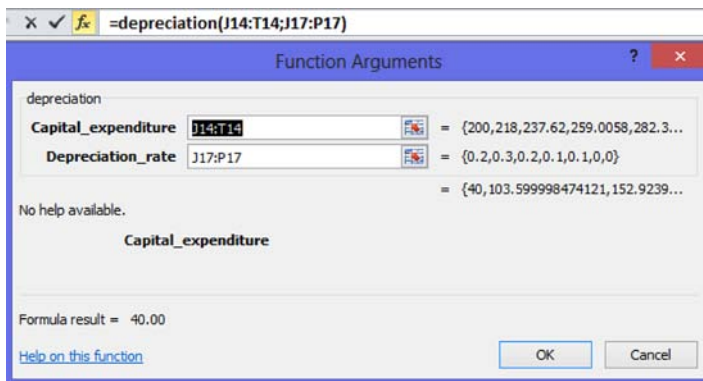 =depreciation(J14:T14;J17:P17)
Function Arguments
depreciation
Capital_expenditure J14:T14 = {200,218,237.62,259.0058,282.3...
Depreciation_rate J17:P17 = {0.2,0.3,0.2,0.1,0.1,0,0}
= {40,103.599998474121,152.9239...
No help available.
Capital_expenditure
Formula result = 40.00
Help on this function OK Cancel